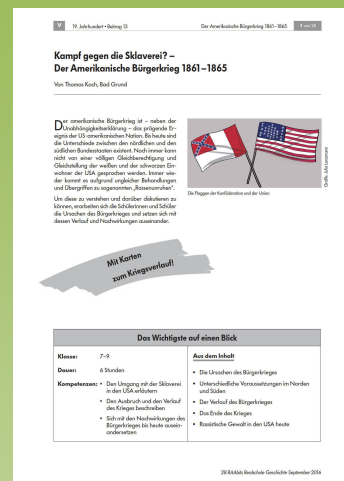 V 19. Jahrhundert • Beitrag 13 Der Amerikanische Bürgerkrieg 1861–1865 1 von 28
Kampf gegen die Sklaverei? –
Der Amerikanische Bürgerkrieg 1861–1865
Von Thomas Koch, Bad Grund
Der amerikanische Bürgerkrieg ist – neben der
Unabhängigkeitserklärung – das prägende Er-
eignis der US-amerikanischen Nation. Bis heute sind
die Unterschiede zwischen den nördlichen und den
südlichen Bundesstaaten existent. Noch immer kann
nicht von einer völligen Gleichberechtigung und
Gleichstellung der weißen und der schwarzen Ein-
wohner der USA gesprochen werden. Immer wie-
der kommt es aufgrund ungleicher Behandlungen
und Übergriffen zu sogenannten „Rassenunruhen“.
Um diese zu verstehen und darüber diskutieren zu
können, erarbeiten sich die Schülerinnen und Schüler
die Ursachen des Bürgerkrieges und setzen sich mit
dessen Verlauf und Nachwirkungen auseinander.
Die Flaggen der Konföderation und der Union
Mit Karten
zum Kriegsverlauf!
Das Wichtigste auf einen Blick
Klasse: 7–9
Dauer: 6 Stunden
Kompetenzen: • Den Umgang mit der Sklaverei
in den USA erläutern
• Den Ausbruch und den Verlauf
des Krieges beschreiben
• Sich mit den Nachwirkungen des
Bürgerkrieges bis heute ausein-
andersetzen
Aus dem Inhalt
• Die Ursachen des Bürgerkrieges
• Unterschiedliche Voraussetzungen im Norden
und Süden
• Der Verlauf des Bürgerkrieges
• Das Ende des Krieges
• Rassistische Gewalt in den USA heute
28 RAAbits Realschule Geschichte September 2016